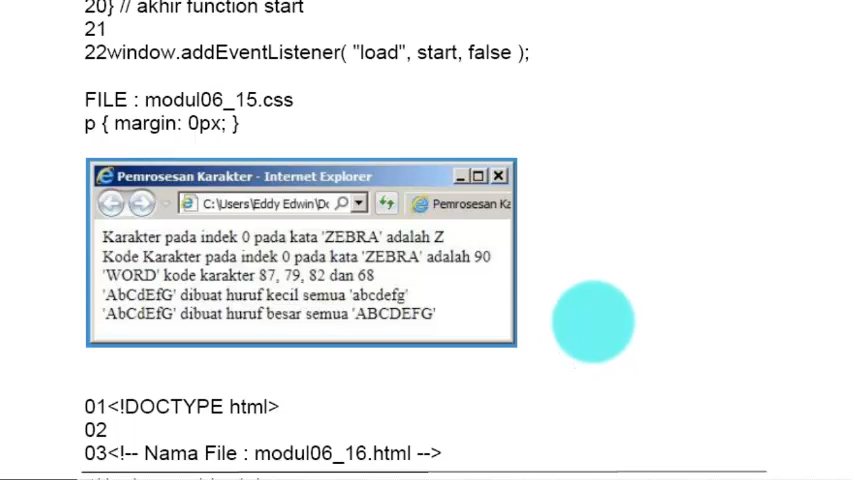 20} // akhir function start
21
22window.addEventListener( "load", start, false );
FILE : modul06_15.css
p { margin: 0px; }
Pemrosesan Karakter - Internet Explorer
C:\Users\Eddy Edwin\Dc
Pemrosesan Ka
Karakter pada indek 0 pada kata 'ZEBRA' adalah Z
Kode Karakter pada indek 0 pada kata 'ZEBRA' adalah 90
'WORD' kode karakter 87, 79, 82 dan 68
'AbCdEfG' dibuat huruf kecil semua 'abcdefg'
'AbCdEfG' dibuat huruf besar semua 'ABCDEFG'
01<!DOCTYPE html>
02
03<!-- Nama File : modul06_16.html -->